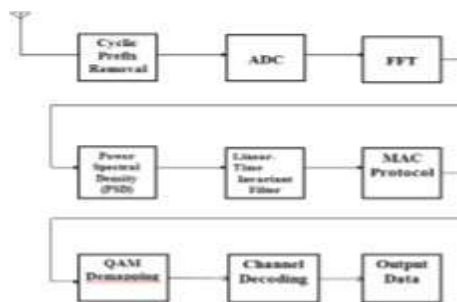 Cyclic
Prefix
Removal
ADC
FFT
Power
Spectral
Density
(PSD)
Linear-
Time
Invariant
Filter
MAC
Protocol
QAM
Demapping
Channel
Decoding
Output
Data